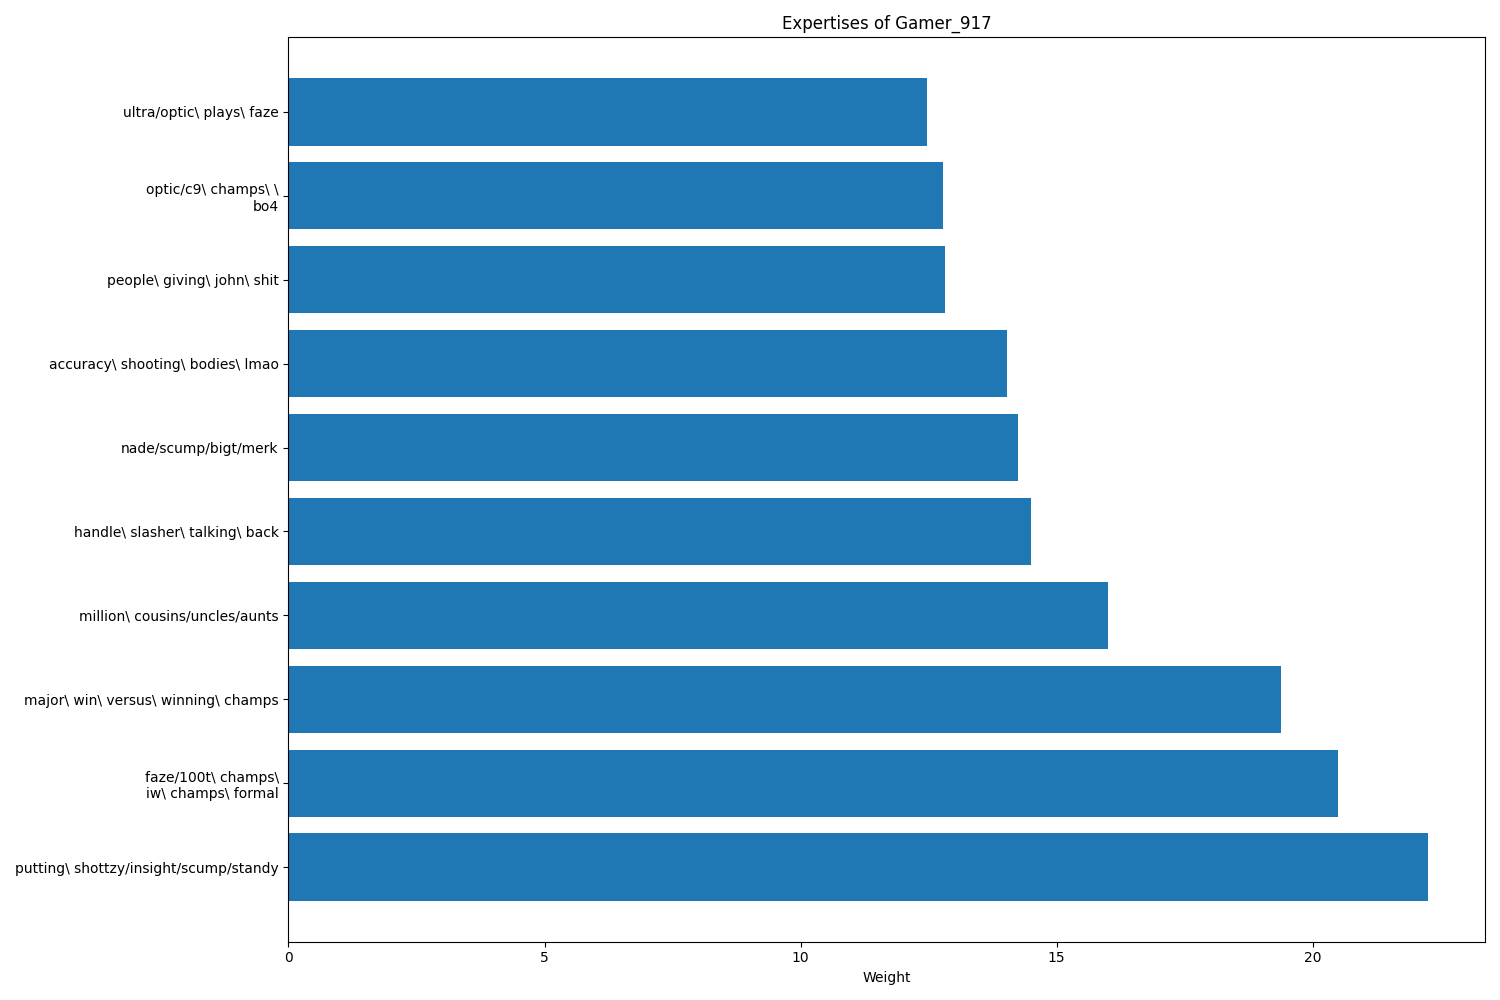 Expertises of Gamer_917
ultra/optic\ plays\ faze
optic/c9\ champs\ \
bo4
people\ giving\ john\ shit
accuracy\ shooting\ bodies\ lmao
nade/scump/bigt/merk
handle\ slasher\ talking\ back
million\ cousins/uncles/aunts
major\ win\ versus\ winning\ champs
faze/100t\ champs\
iw\ champs\ formal
putting\ shottzy/insight/scump/standy
0 5 10 15 20
Weight